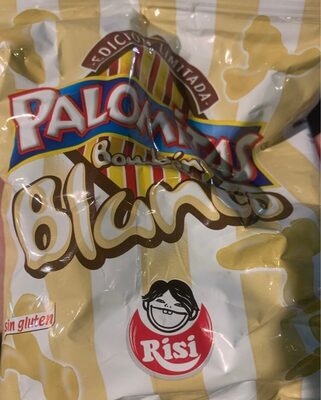 EDICIÓN LIMITADA
PALOMITAS
Bombón
Blanco
sin gluten
Risi